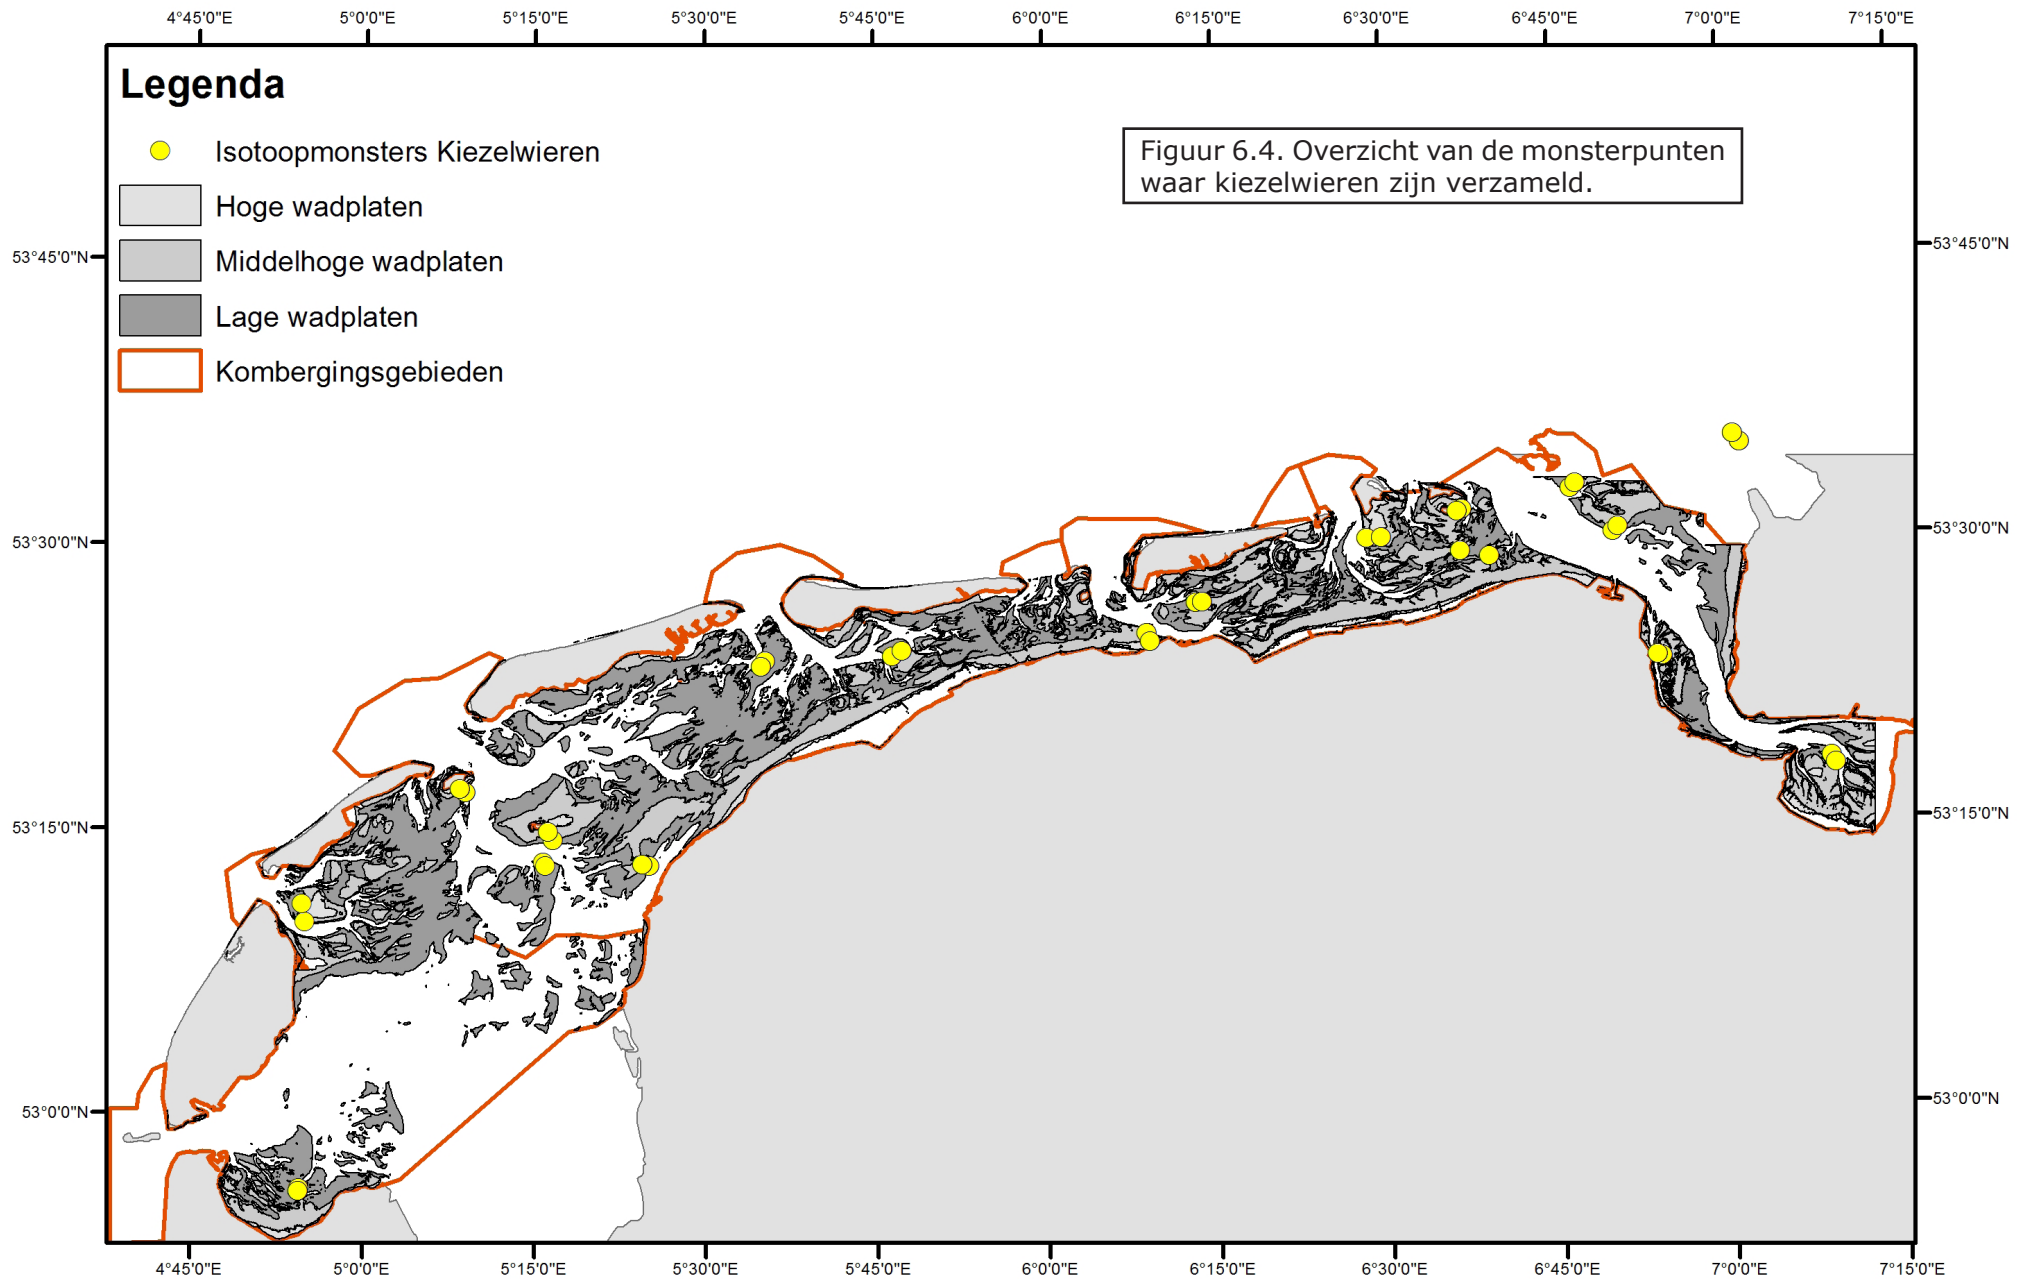 4°45'0"E 5°0'0"E 5°15'0"E 5°30'0"E 5°45'0"E 6°0'0"E 6°15'0"E 6°30'0"E 6°45'0"E 7°0'0"E 7°15'0"E
Legenda
Isotoopmonsters Kiezelwieren
Hoge wadplaten
Middelhoge wadplaten
Lage wadplaten
Kombergingsgebieden
Figuur 6.4. Overzicht van de monsterpunten
waar kiezelwieren zijn verzameld.
53°45'0"N 53°45'0"N
53°30'0"N 53°30'0"N
53°15'0"N 53°15'0"N
53°0'0"N 53°0'0"N
4°45'0"E 5°0'0"E 5°15'0"E 5°30'0"E 5°45'0"E 6°0'0"E 6°15'0"E 6°30'0"E 6°45'0"E 7°0'0"E 7°15'0"E